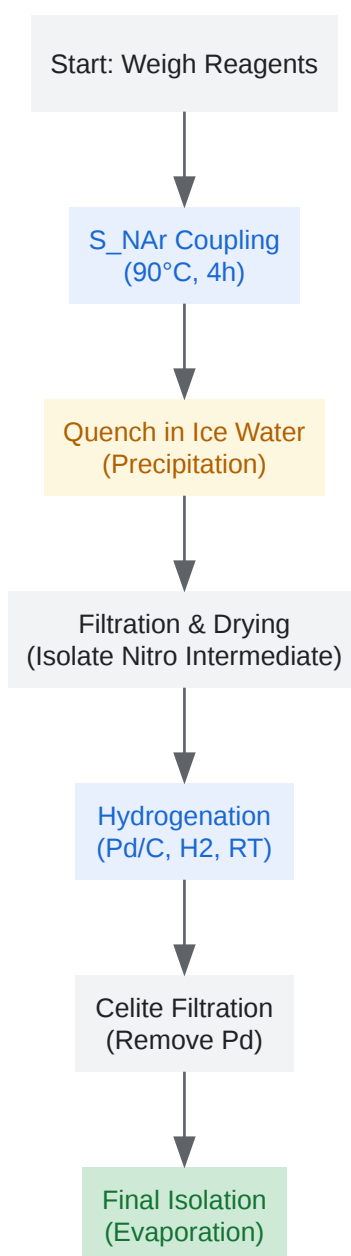 Start: Weigh Reagents
S_NAr Coupling
(90°C, 4h)
Quench in Ice Water
(Precipitation)
Filtration & Drying
(Isolate Nitro Intermediate)
Hydrogenation
(Pd/C, H2, RT)
Celite Filtration
(Remove Pd)
Final Isolation
(Evaporation)